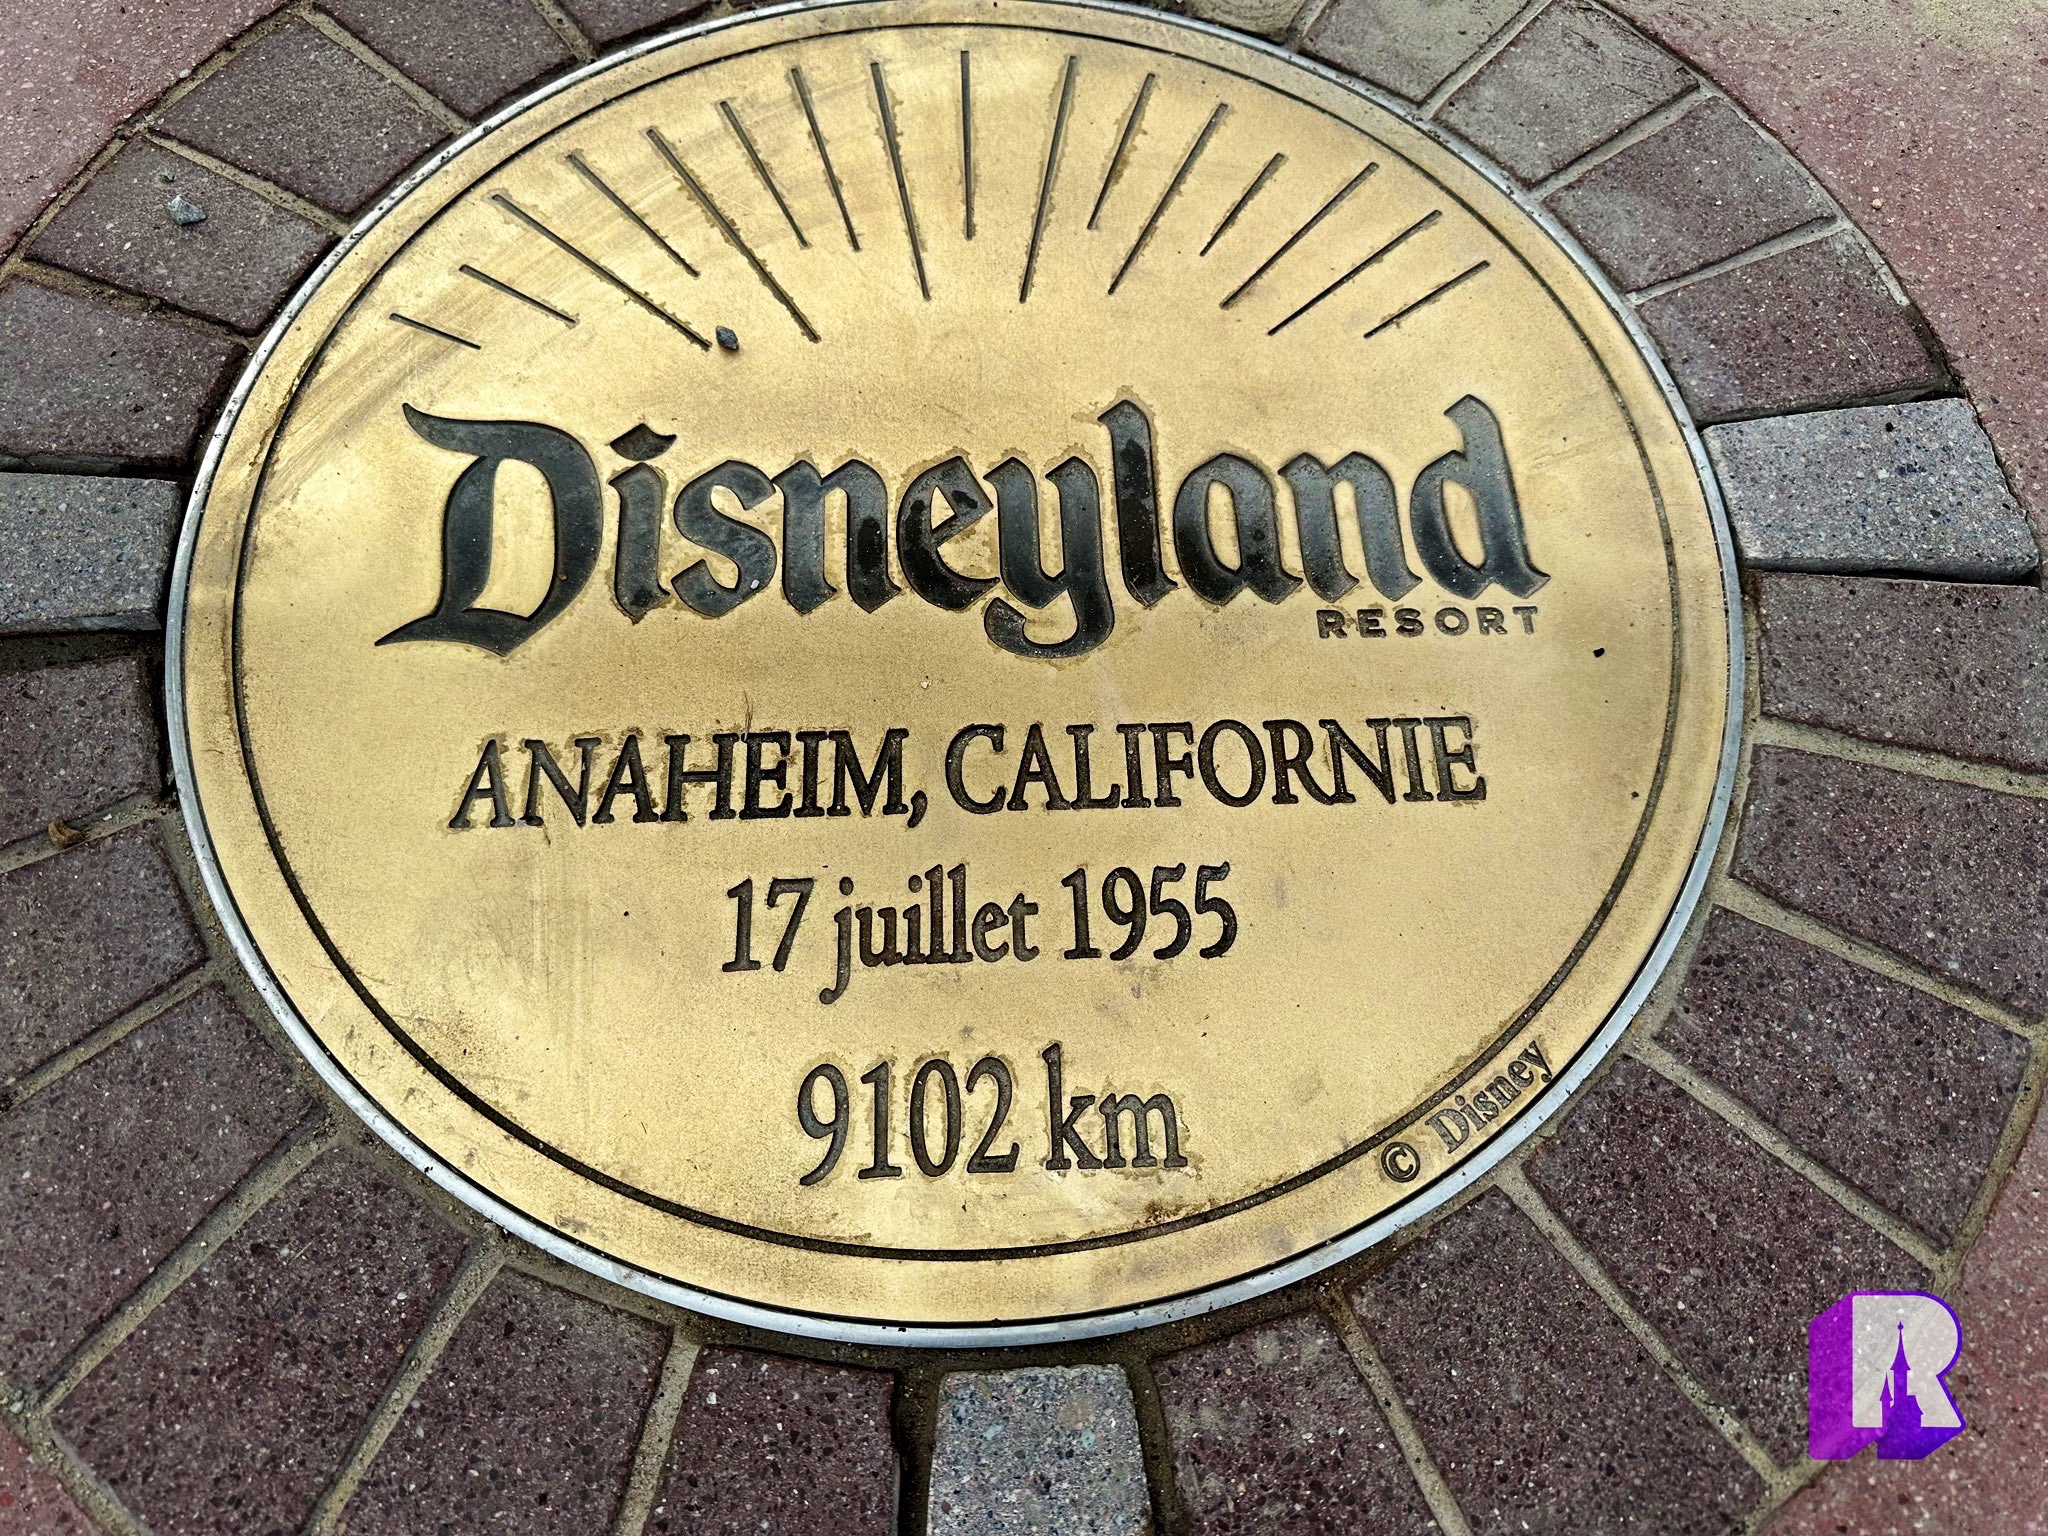 Disneyland
RESORT
ANAHEIM, CALIFORNIE
17 juillet 1955
9102 km
© Disney
R